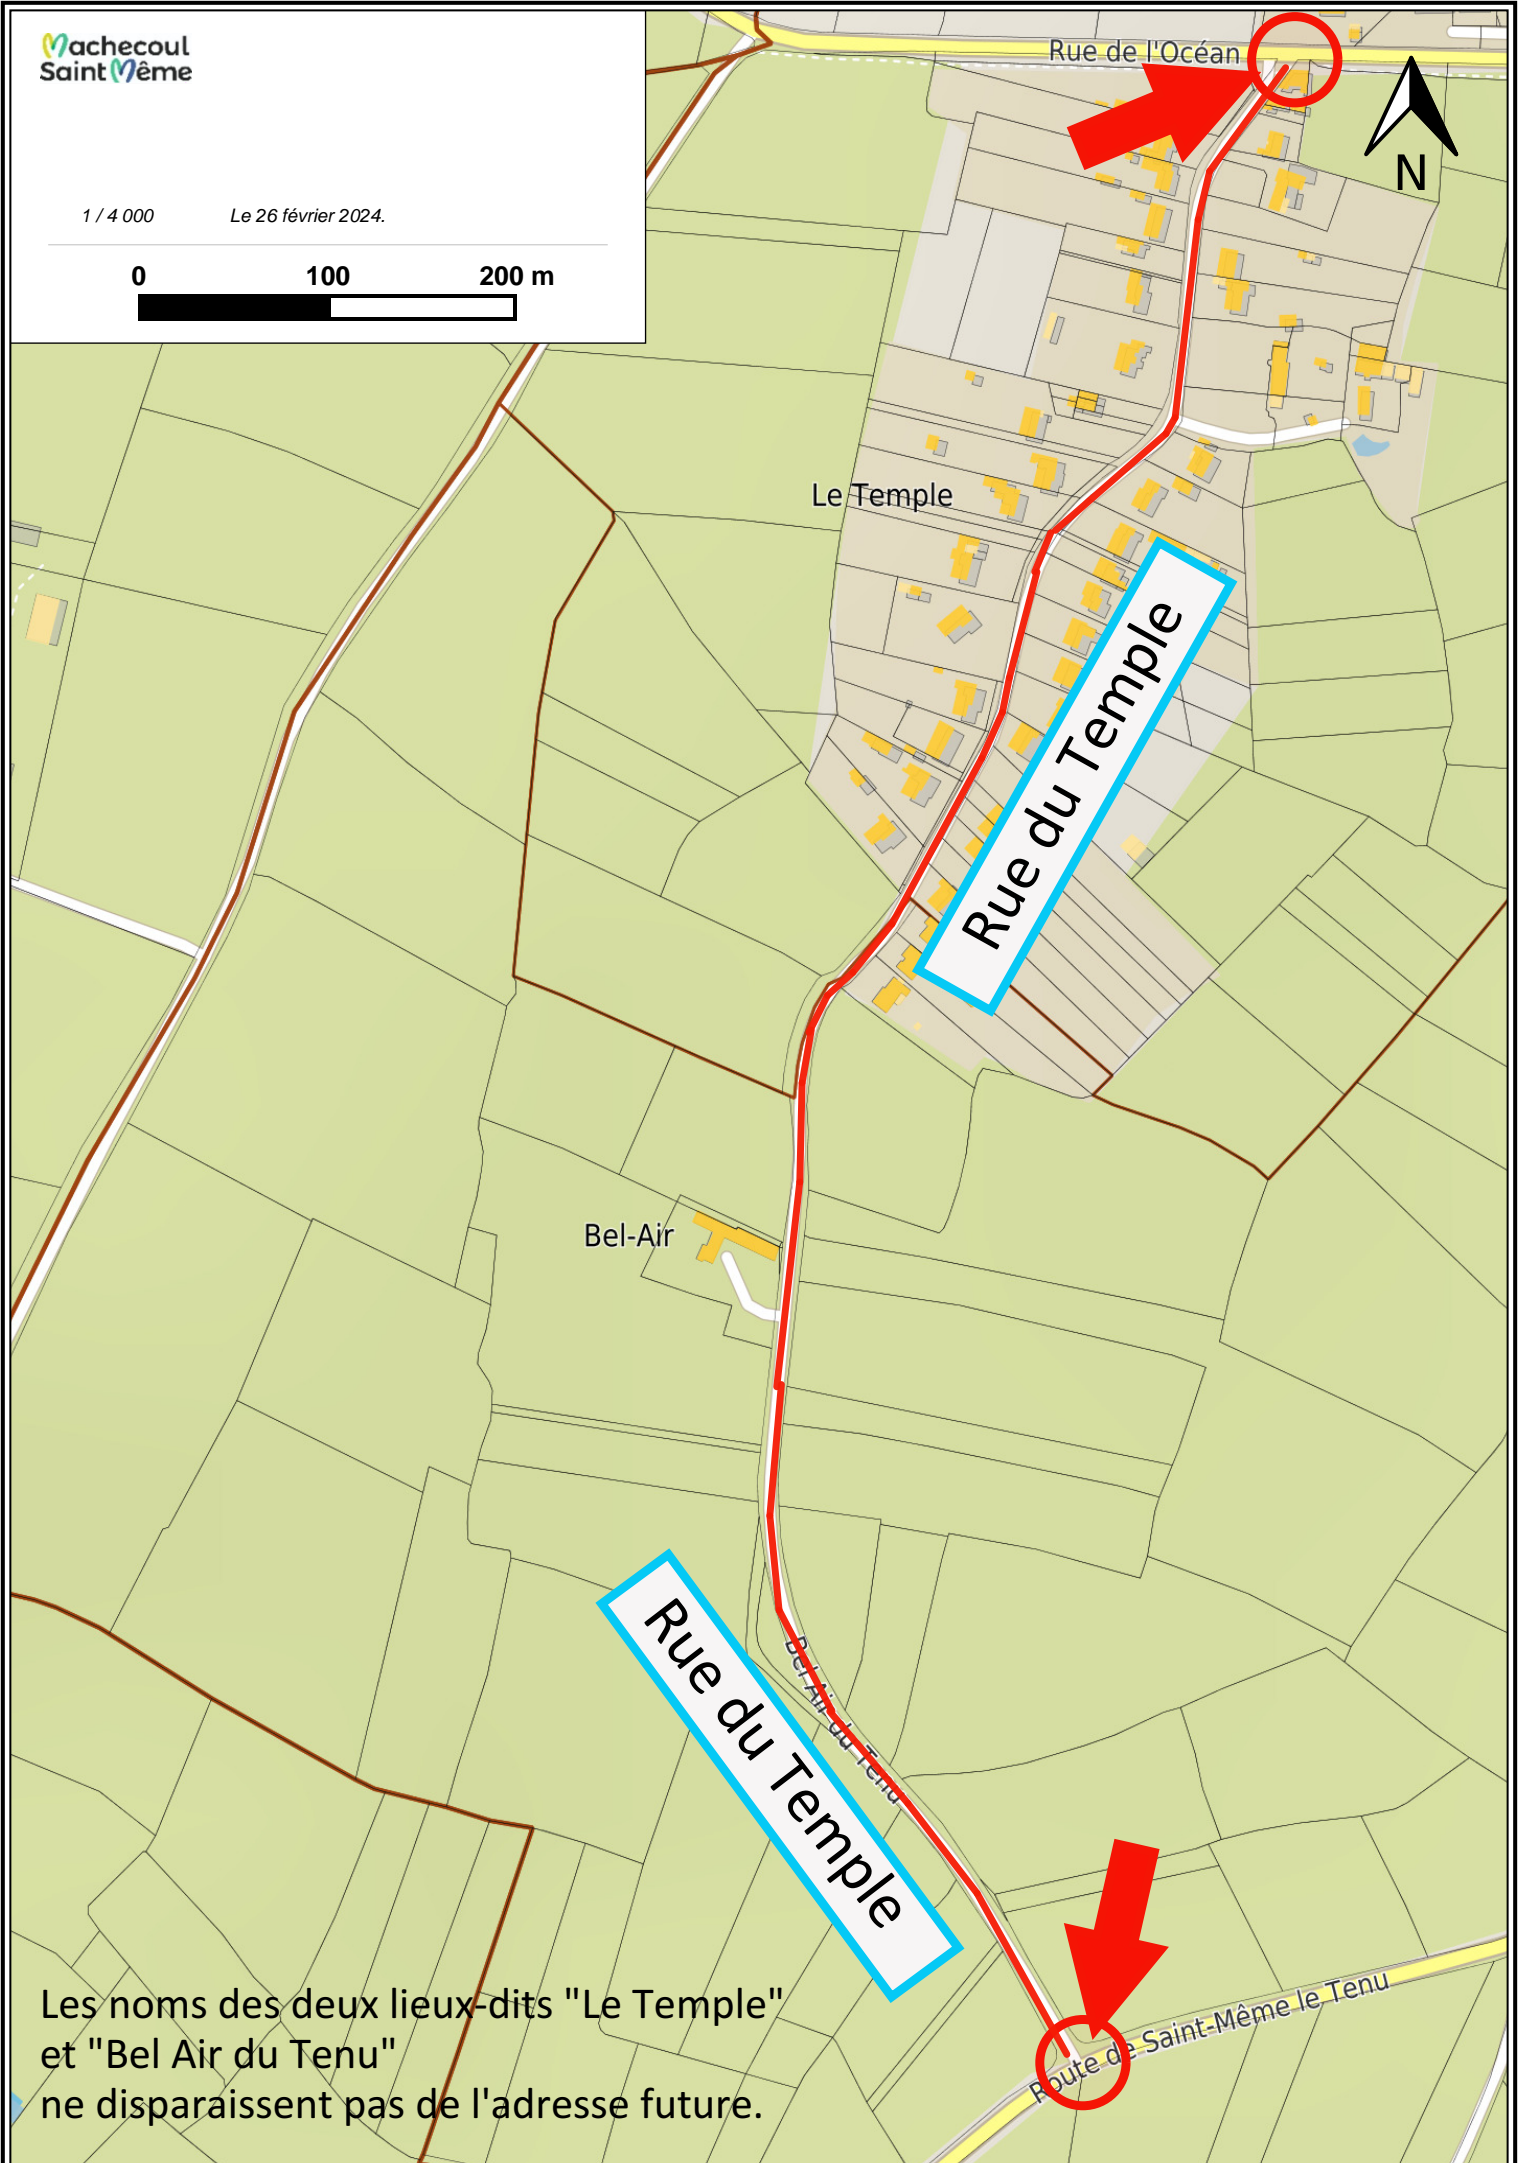 Machecoul
Saint Même
1 / 4 000 Le 26 février 2024.
0 100 200 m
Rue de l'Océan
N
Le Temple
Rue du Temple
Bel-Air
Bel Air du Tenu
Rue du Temple
Route de Saint-Même le Tenu
Les noms des deux lieux-dits "Le Temple"
et "Bel Air du Tenu"
ne disparaissent pas de l'adresse future.